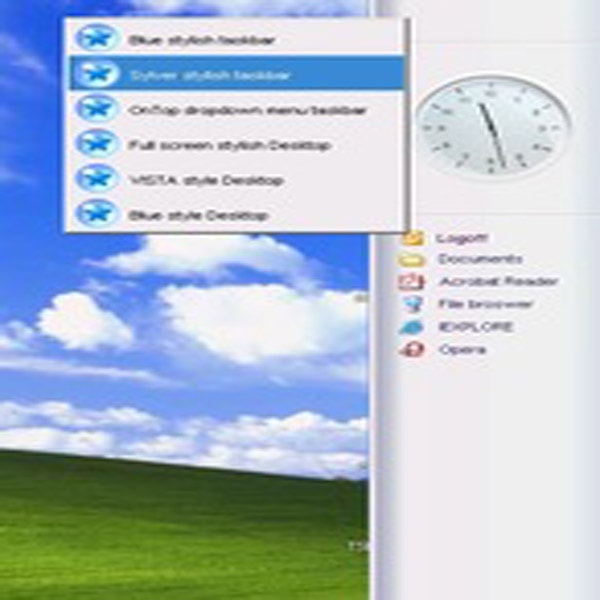 Blue stylish taskbar
Sylver stylish taskbar
OnTop dropdown menu taskbar
Full screen stylish Desktop
VISTA style Desktop
Blue style Desktop
Logoff
Documents
Acrobat Reader
File broswer
IEXPLORE
Opera